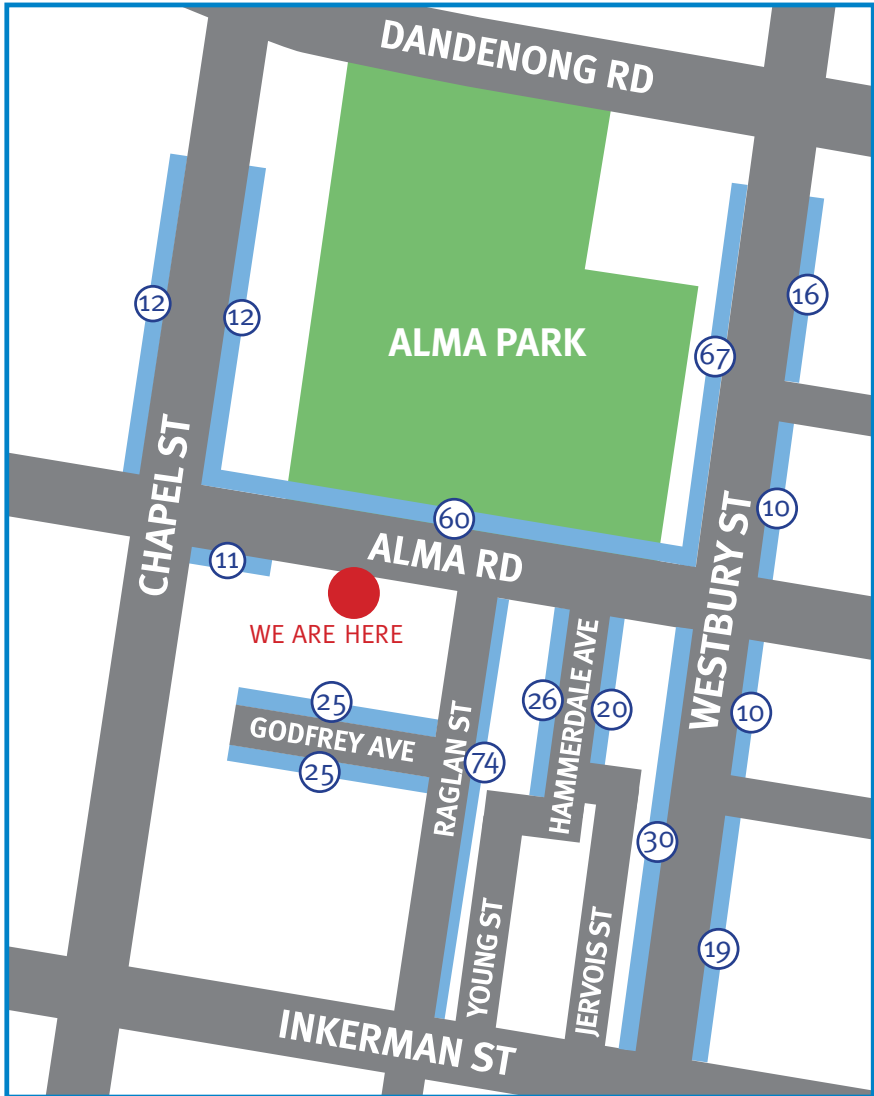 DANDENONG RD
16
12
12
ALMA PARK
67
CHAPEL ST
60
10
11
ALMA RD
WESTBURY ST
WE ARE HERE
25
GODFREY AVE
25
RAGLAN ST
74
26
HAMMERDALE AVE
20
10
30
YOUNG ST
JERVOIS ST
19
INKERMAN ST